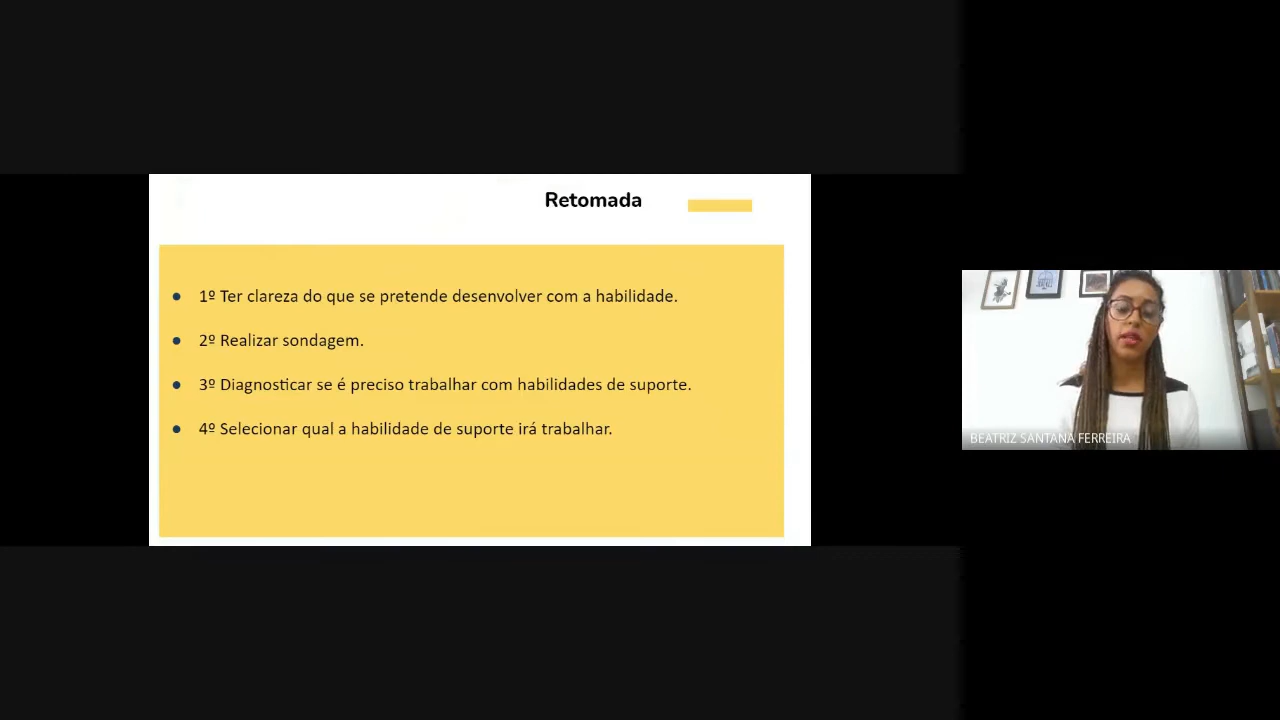 Retomada
● 1º Ter clareza do que se pretende desenvolver com a habilidade.
● 2º Realizar sondagem.
● 3º Diagnosticar se é preciso trabalhar com habilidades de suporte.
● 4º Selecionar qual a habilidade de suporte irá trabalhar.
BEATRIZ SANTANA FERREIRA